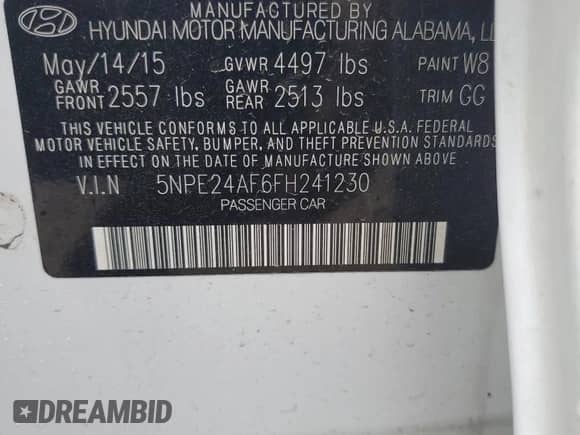 MANUFACTURED BY
HYUNDAI MOTOR MANUFACTURING ALABAMA,
May/14/15 GVWR 4497 lbs PAINT W8
GAWR FRONT 2557 lbs GAWR REAR 2513 lbs TRIM GG
THIS VEHICLE CONFORMS TO ALL APPLICABLE U.S.A. FEDERAL
MOTOR VEHICLE SAFETY, BUMPER, AND THEFT PREVENTION STANDARDS
IN EFFECT ON THE DATE OF MANUFACTURE SHOWN ABOVE.
V.I.N 5NPE24AF6FH241230
PASSENGER CAR
DREAMBID